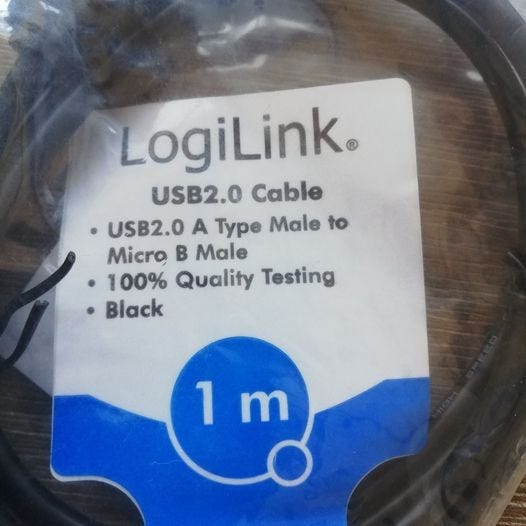 LogiLink®
USB2.0 Cable
• USB2.0 A Type Male to
Micro B Male
• 100% Quality Testing
• Black
1 m